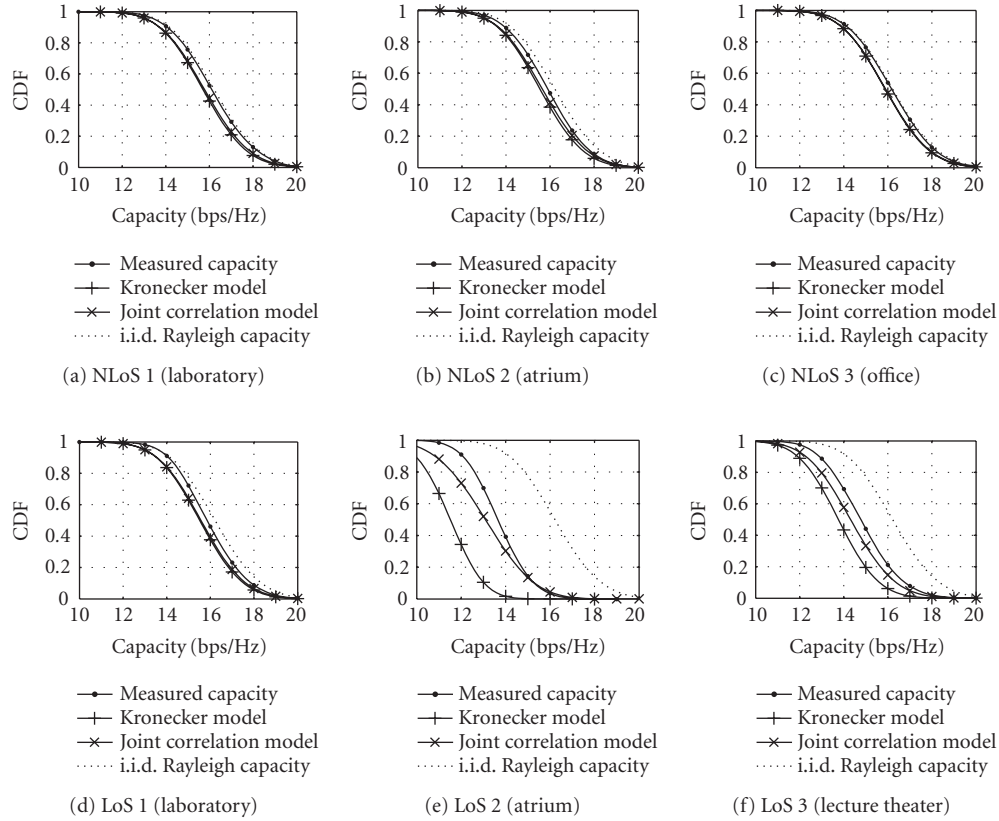 1
0.8
0.6
0.4
0.2
0
CDF
10 12 14 16 18 20
Capacity (bps/Hz)
Measured capacity
Kronecker model
Joint correlation model
i.i.d. Rayleigh capacity
(a) NLoS 1 (laboratory)
1
0.8
0.6
0.4
0.2
0
CDF
10 12 14 16 18 20
Capacity (bps/Hz)
Measured capacity
Kronecker model
Joint correlation model
i.i.d. Rayleigh capacity
(b) NLoS 2 (atrium)
1
0.8
0.6
0.4
0.2
0
CDF
10 12 14 16 18 20
Capacity (bps/Hz)
Measured capacity
Kronecker model
Joint correlation model
i.i.d. Rayleigh capacity
(c) NLoS 3 (office)
1
0.8
0.6
0.4
0.2
0
CDF
10 12 14 16 18 20
Capacity (bps/Hz)
Measured capacity
Kronecker model
Joint correlation model
i.i.d. Rayleigh capacity
(d) LoS 1 (laboratory)
1
0.8
0.6
0.4
0.2
0
CDF
10 12 14 16 18 20
Capacity (bps/Hz)
Measured capacity
Kronecker model
Joint correlation model
i.i.d. Rayleigh capacity
(e) LoS 2 (atrium)
1
0.8
0.6
0.4
0.2
0
CDF
10 12 14 16 18 20
Capacity (bps/Hz)
Measured capacity
Kronecker model
Joint correlation model
i.i.d. Rayleigh capacity
(f) LoS 3 (lecture theater)